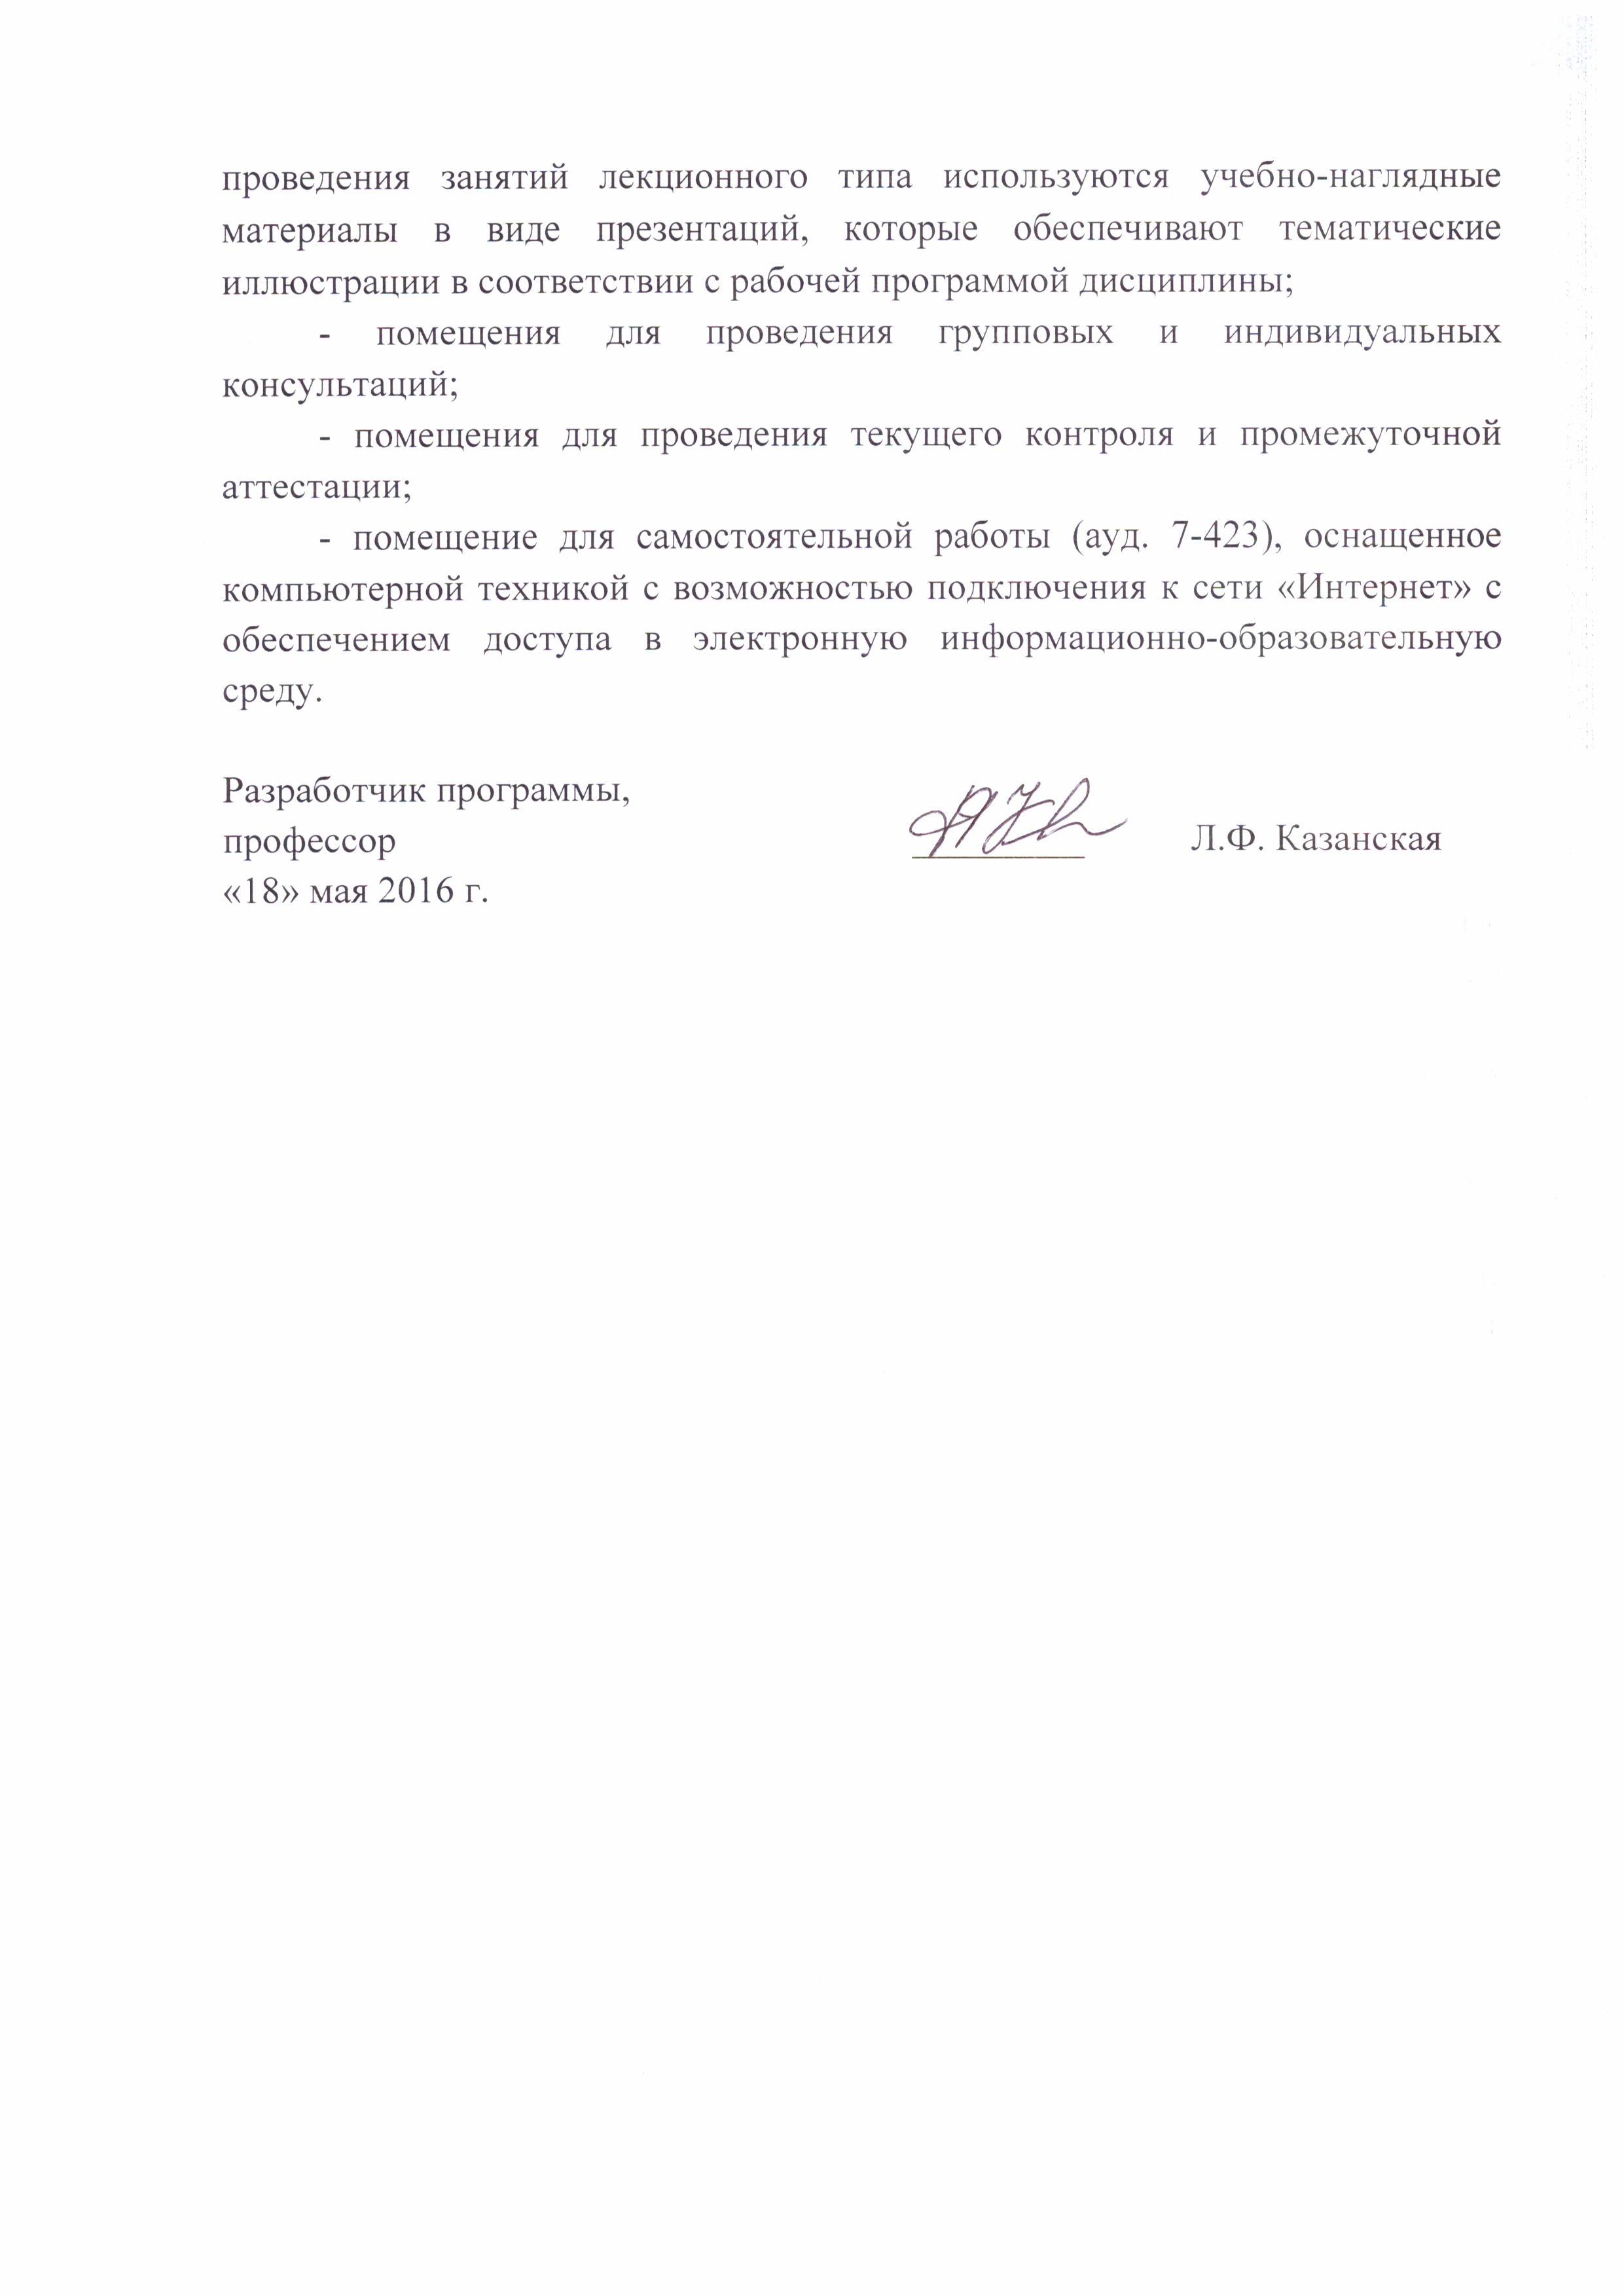 проведения занятий лекционного типа используются учебно-наглядные
материалы в виде презентаций, которые обеспечивают тематические
иллюстрации в соответствии с рабочей программой дисциплины;
- помещения для проведения групповых и индивидуальных
консультаций;
- помещения для проведения текущего контроля и промежуточной
аттестации;
- помещение для самостоятельной работы (ауд. 7-423), оснащенное
компьютерной техникой с возможностью подключения к сети «Интернет» с
обеспечением доступа в электронную информационно-образовательную
среду.
Разработчик программы,
профессор Л.Ф. Казанская
«18» мая 2016 г.